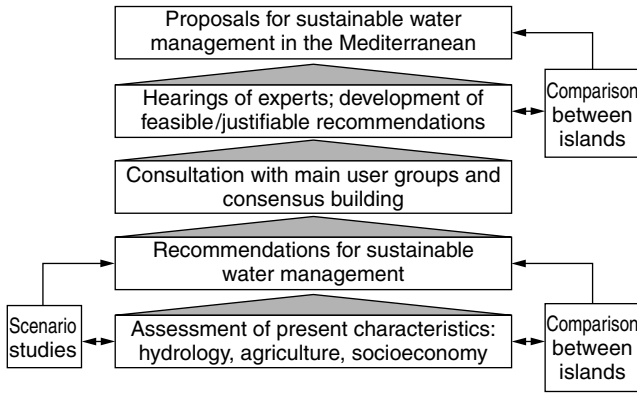 Proposals for sustainable water
management in the Mediterranean
Hearings of experts; development of
feasible/justifiable recommendations
Comparison
between
islands
Consultation with main user groups and
consensus building
Recommendations for sustainable
water management
Scenario
studies
Assessment of present characteristics:
hydrology, agriculture, socioeconomy
Comparison
between
islands